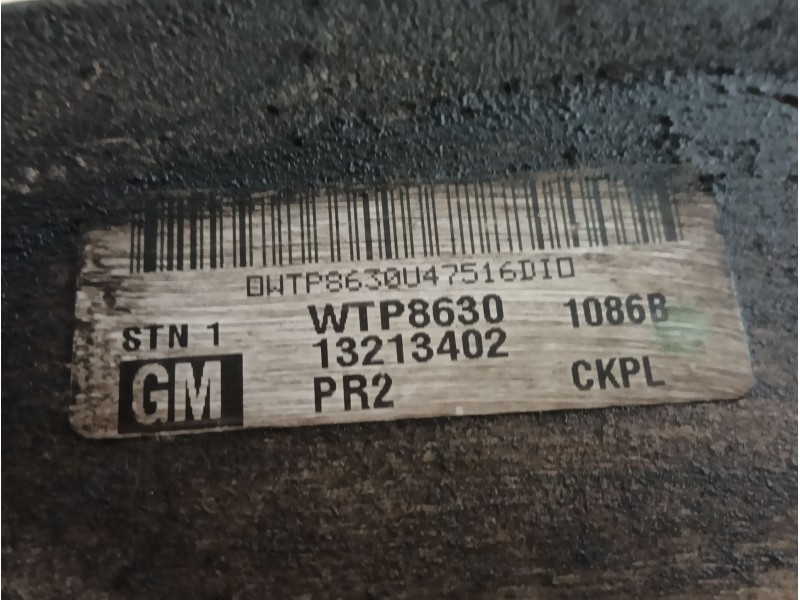 0WTP8630U47516DI0
WTP8630 1086B
STN 1 13213402
GM PR2 CKPL